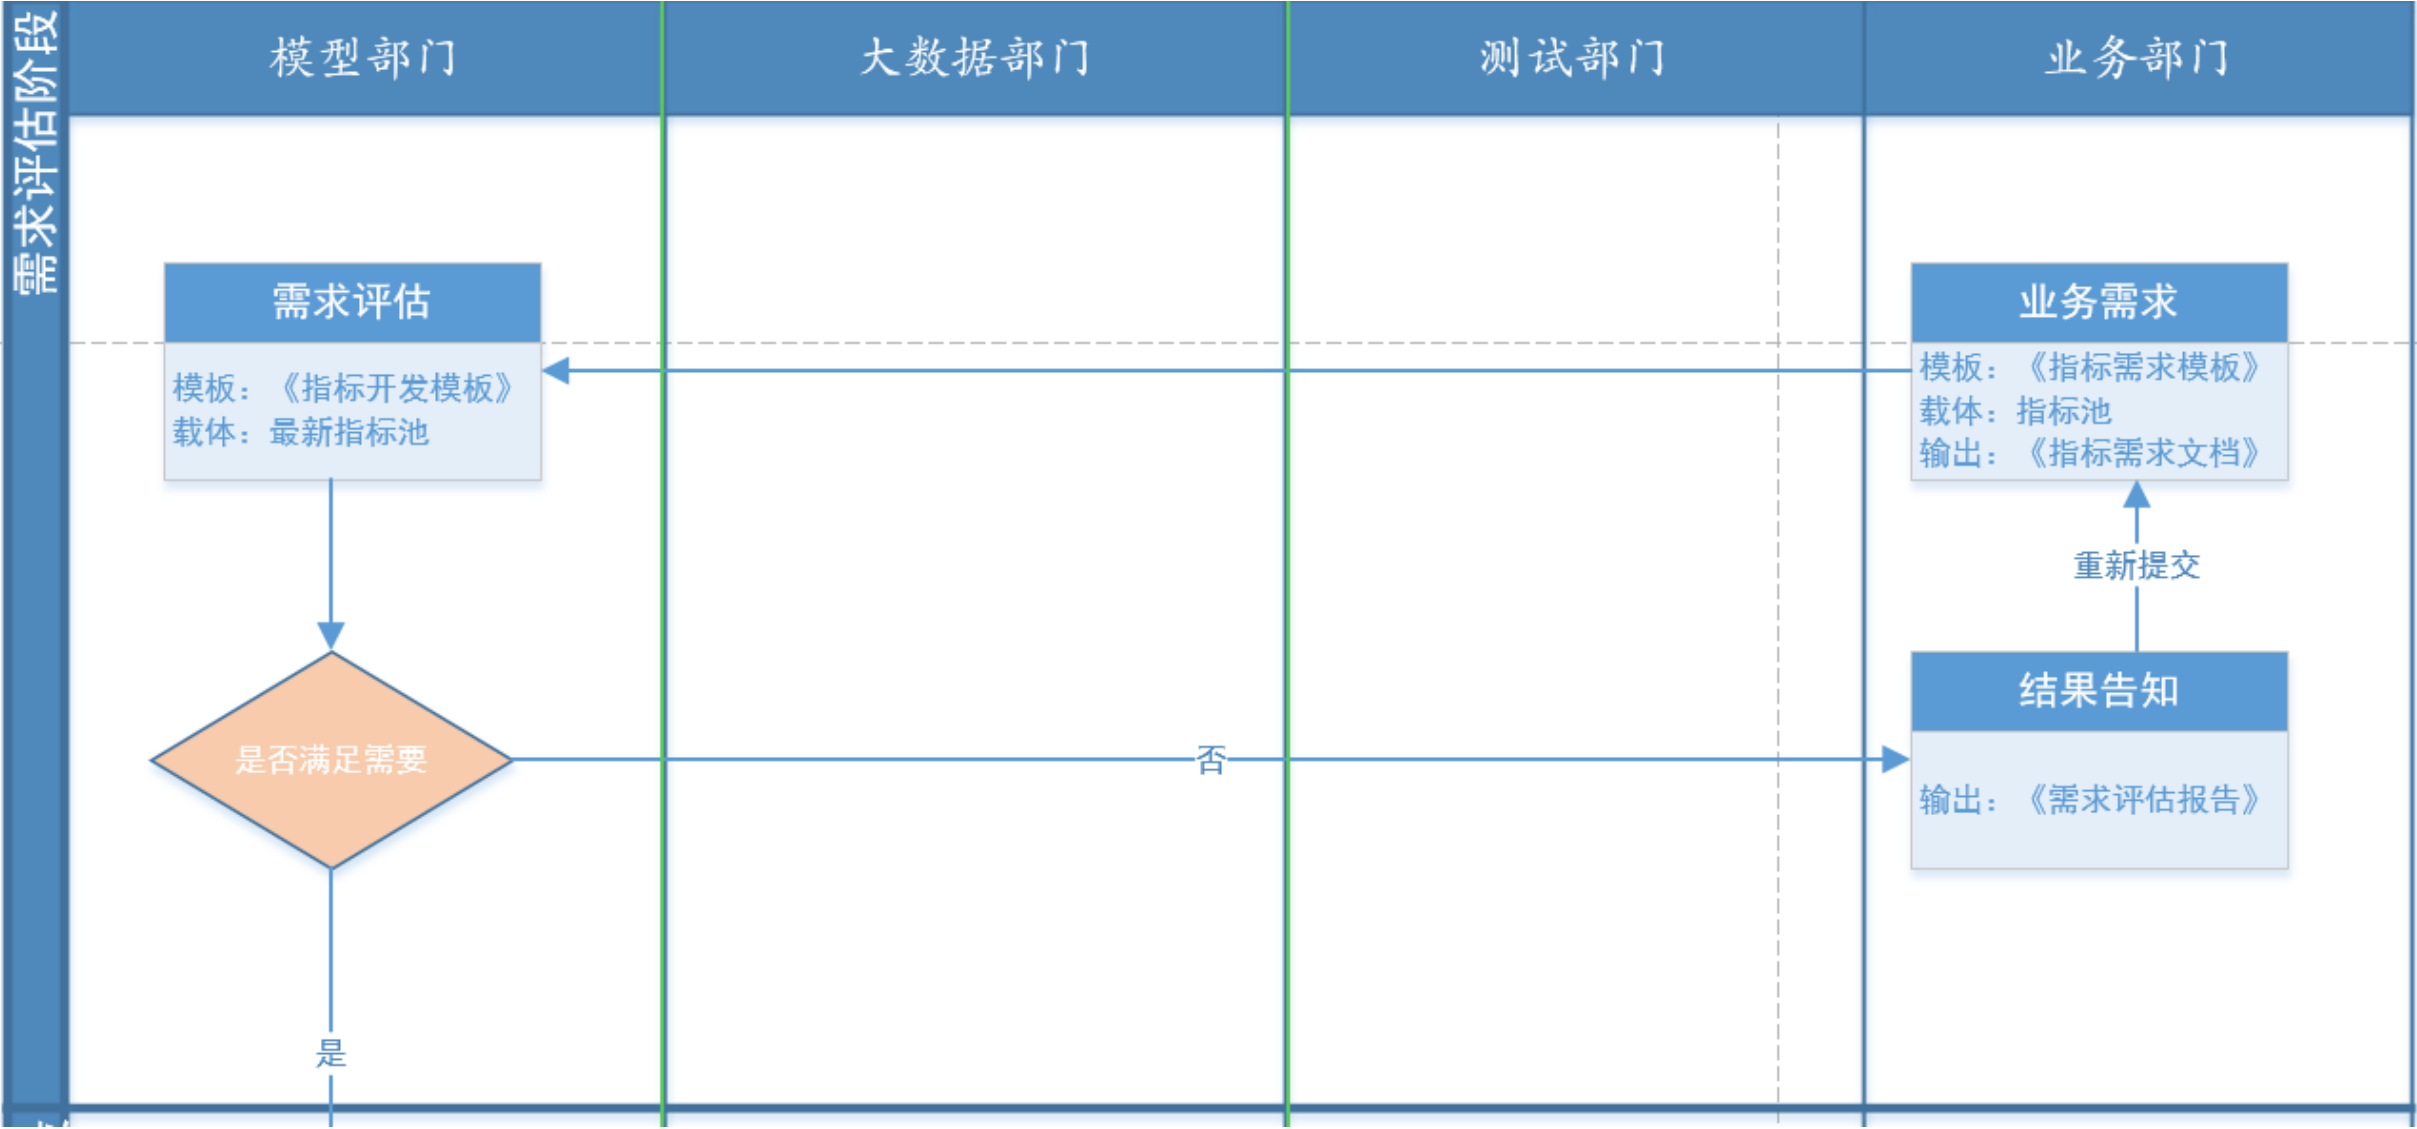 需求评估阶段
模型部门
大数据部门
测试部门
业务部门
需求评估
模板：《指标开发模板》
载体：最新指标池
业务需求
模板：《指标需求模板》
载体：指标池
输出：《指标需求文档》
重新提交
是否满足需要
否
结果告知
输出：《需求评估报告》
是